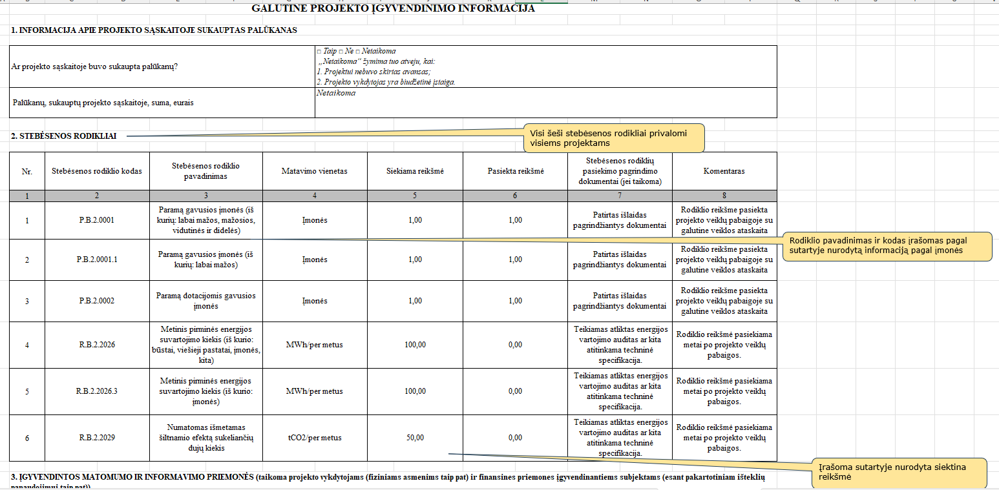 GALUTINĖ PROJEKTO ĮGYVENDINIMO INFORMACIJA
1. INFORMACIJA APIE PROJEKTO SĄSKAITOJE SUKAUPTAS PALŪKANAS
Ar projekto sąskaitoje buvo sukaupta palūkanų?
□ Taip □ Ne □ Netaikoma
„Netaikoma“ žymima tuo atveju, kai:
1. Projektui nebuvo skirtas avansas;
2. Projekto vykdytojas yra biudžetinė įstaiga.
Palūkanų, sukauptų projekto sąskaitoje, suma, eurais
Netaikoma
2. STEBĖSENOS RODIKLIAI
Visi šeši stebėsenos rodikliai privalomi
visiems projektams
Nr.
Stebėsenos rodiklio kodas
Stebėsenos rodiklio
pavadinimas
Matavimo vienetas
Siekiama reikšmė
Pasiekta reikšmė
Stebėsenos rodiklių
pasiekimo pagrindimo
dokumentai (jei taikoma)
Komentaras
1 2 3 4 5 6 7 8
1
P.B.2.0001
Paramą gavusios įmonės (iš
kurių: labai mažos, mažosios,
vidutinės ir didelės)
Įmonės
1,00
1,00
Patirtas išlaidas
pagrindžiantys dokumentai
Rodiklio reikšme pasiekta
projekto veiklų pabaigoje su
galutine veiklos ataskaita
Rodiklio pavadinimas ir kodas įrašomas pagal
sutartyje nurodytą informaciją pagal įmonės
2
P.B.2.0001.1
Paramą gavusios įmonės (iš
kurių: labai mažos)
Įmonės
1,00
1,00
Patirtas išlaidas
pagrindžiantys dokumentai
Rodiklio reikšme pasiekta
projekto veiklų pabaigoje su
galutine veiklos ataskaita
3
P.B.2.0002
Paramą dotacijomis gavusios
įmonės
Įmonės
1,00
1,00
Patirtas išlaidas
pagrindžiantys dokumentai
Rodiklio reikšme pasiekta
projekto veiklų pabaigoje su
galutine veiklos ataskaita
4
R.B.2.2026
Metinis pirminės energijos
suvartojimo kiekis (iš kurio:
būstai, viešieji pastatai, įmonės,
kita)
MWh/per metus
100,00
0,00
Teikiamas atliktas energijos
vartojimo auditas ar kita
atitinkama techninė
specifikacija.
Rodiklio reikšmė pasiekiama
metai po projekto veiklų
pabaigos.
5
R.B.2.2026.3
Metinis pirminės energijos
suvartojimo kiekis (iš kurio:
įmonės)
MWh/per metus
100,00
0,00
Teikiamas atliktas energijos
vartojimo auditas ar kita
atitinkama techninė
specifikacija.
Rodiklio reikšmė pasiekiama
metai po projekto veiklų
pabaigos.
6
R.B.2.2029
Numatomas išmetamas
šiltnamio efektą sukeliančių
dujų kiekis
tCO2/per metus
50,00
0,00
Teikiamas atliktas energijos
vartojimo auditas ar kita
atitinkama techninė
specifikacija.
Rodiklio reikšmė pasiekiama
metai po projekto veiklų
pabaigos.
Įrašoma sutartyje nurodyta siektina
reikšmė
3. ĮGYVENDINTOS MATOMUMO IR INFORMAVIMO PRIEMONĖS (taikoma projekto vykdytojams (fiziniams asmenims taip pat) ir finansines priemones įgyvendinantiems subjektams (esant pakartotiniam išteklių
panaudojimui taip pat))